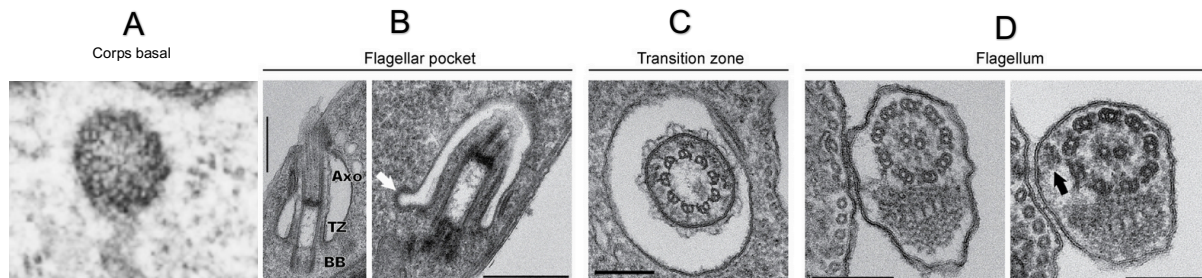 A
B
C
D
Corps basal
Flagellar pocket
Transition zone
Flagellum
Axo
TZ
BB